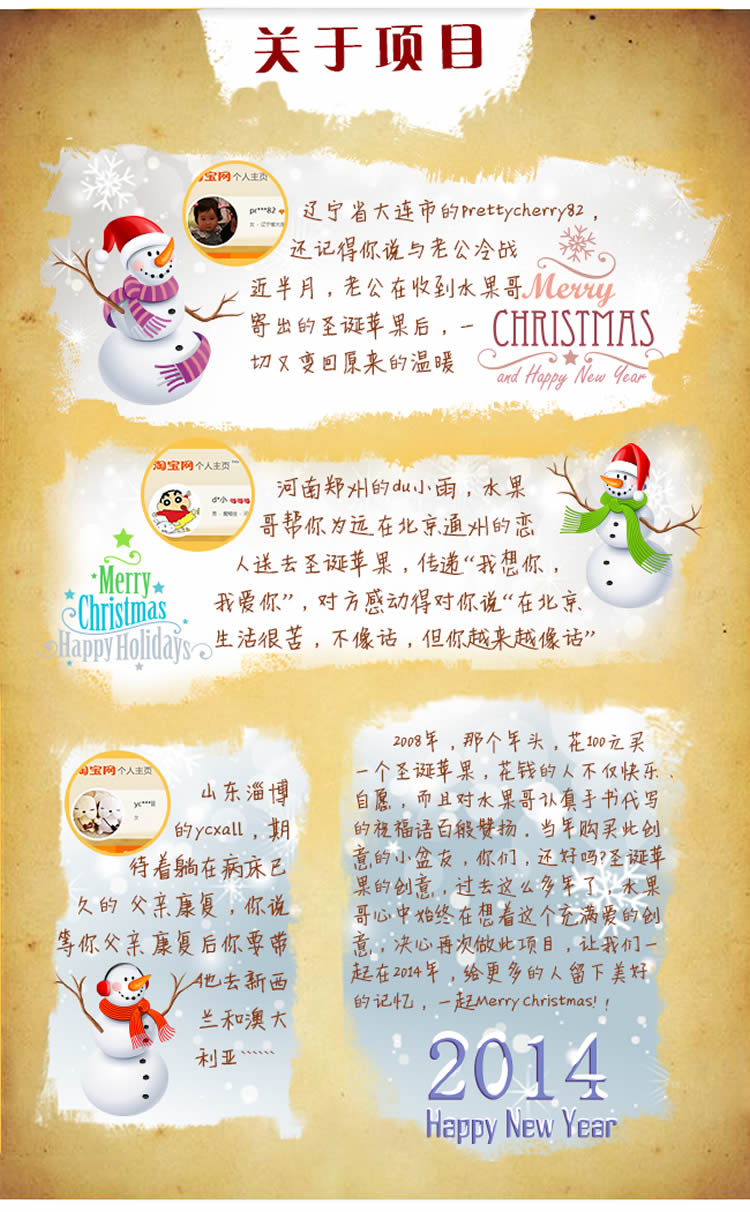 关于项目
淘宝网个人主页
pr***82
辽宁省大连市的Prettycherry82，
还记得你说与老公冷战
近半月，老公在收到水果哥
寄出的圣诞苹果后，一
切又变回原来的温暖
Merry
CHRISTMAS
and Happy New Year
淘宝网个人主页
d*小
河南郑州的du小雨，水果
哥帮你为远在北京通州的恋
人送去圣诞苹果，传递“我想你，
我爱你”，对方感动得对你说“在北京
生活很苦，不像话，但你越来越像话”
Merry
Christmas
Happy Holidays
淘宝网个人主页
yc***ll
女
山东淄博
的ycxall，期
待着躺在病床已
久的 父亲康复，你说
等你父亲康复后你要带
他去新西
兰和澳大
利亚……
2008年，那个年头，花100元买
一个圣诞苹果，花钱的人不仅快乐、
自愿，而且对水果哥认真手书代写
的祝福语百般赞扬．当年购买此创
意的小盆友，你们，还好吗?圣诞苹
果的创意，过去这么多年了，水果
哥心中始终在想着这个充满爱的创
意，决心再次做此项目，让我们一
起在2014年，给更多的人留下美好
的记忆，一起Merry Christmas!！
2014
Happy New Year